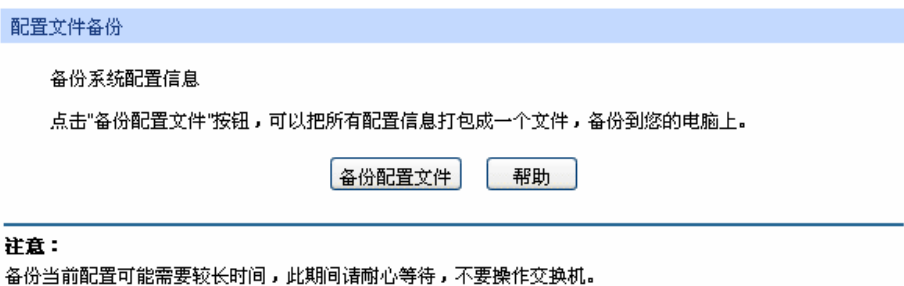 配置文件备份
备份系统配置信息
点击"备份配置文件"按钮，可以把所有配置信息打包成一个文件，备份到您的电脑上。
备份配置文件 帮助
注意：
备份当前配置可能需要较长时间，此期间请耐心等待，不要操作交换机。